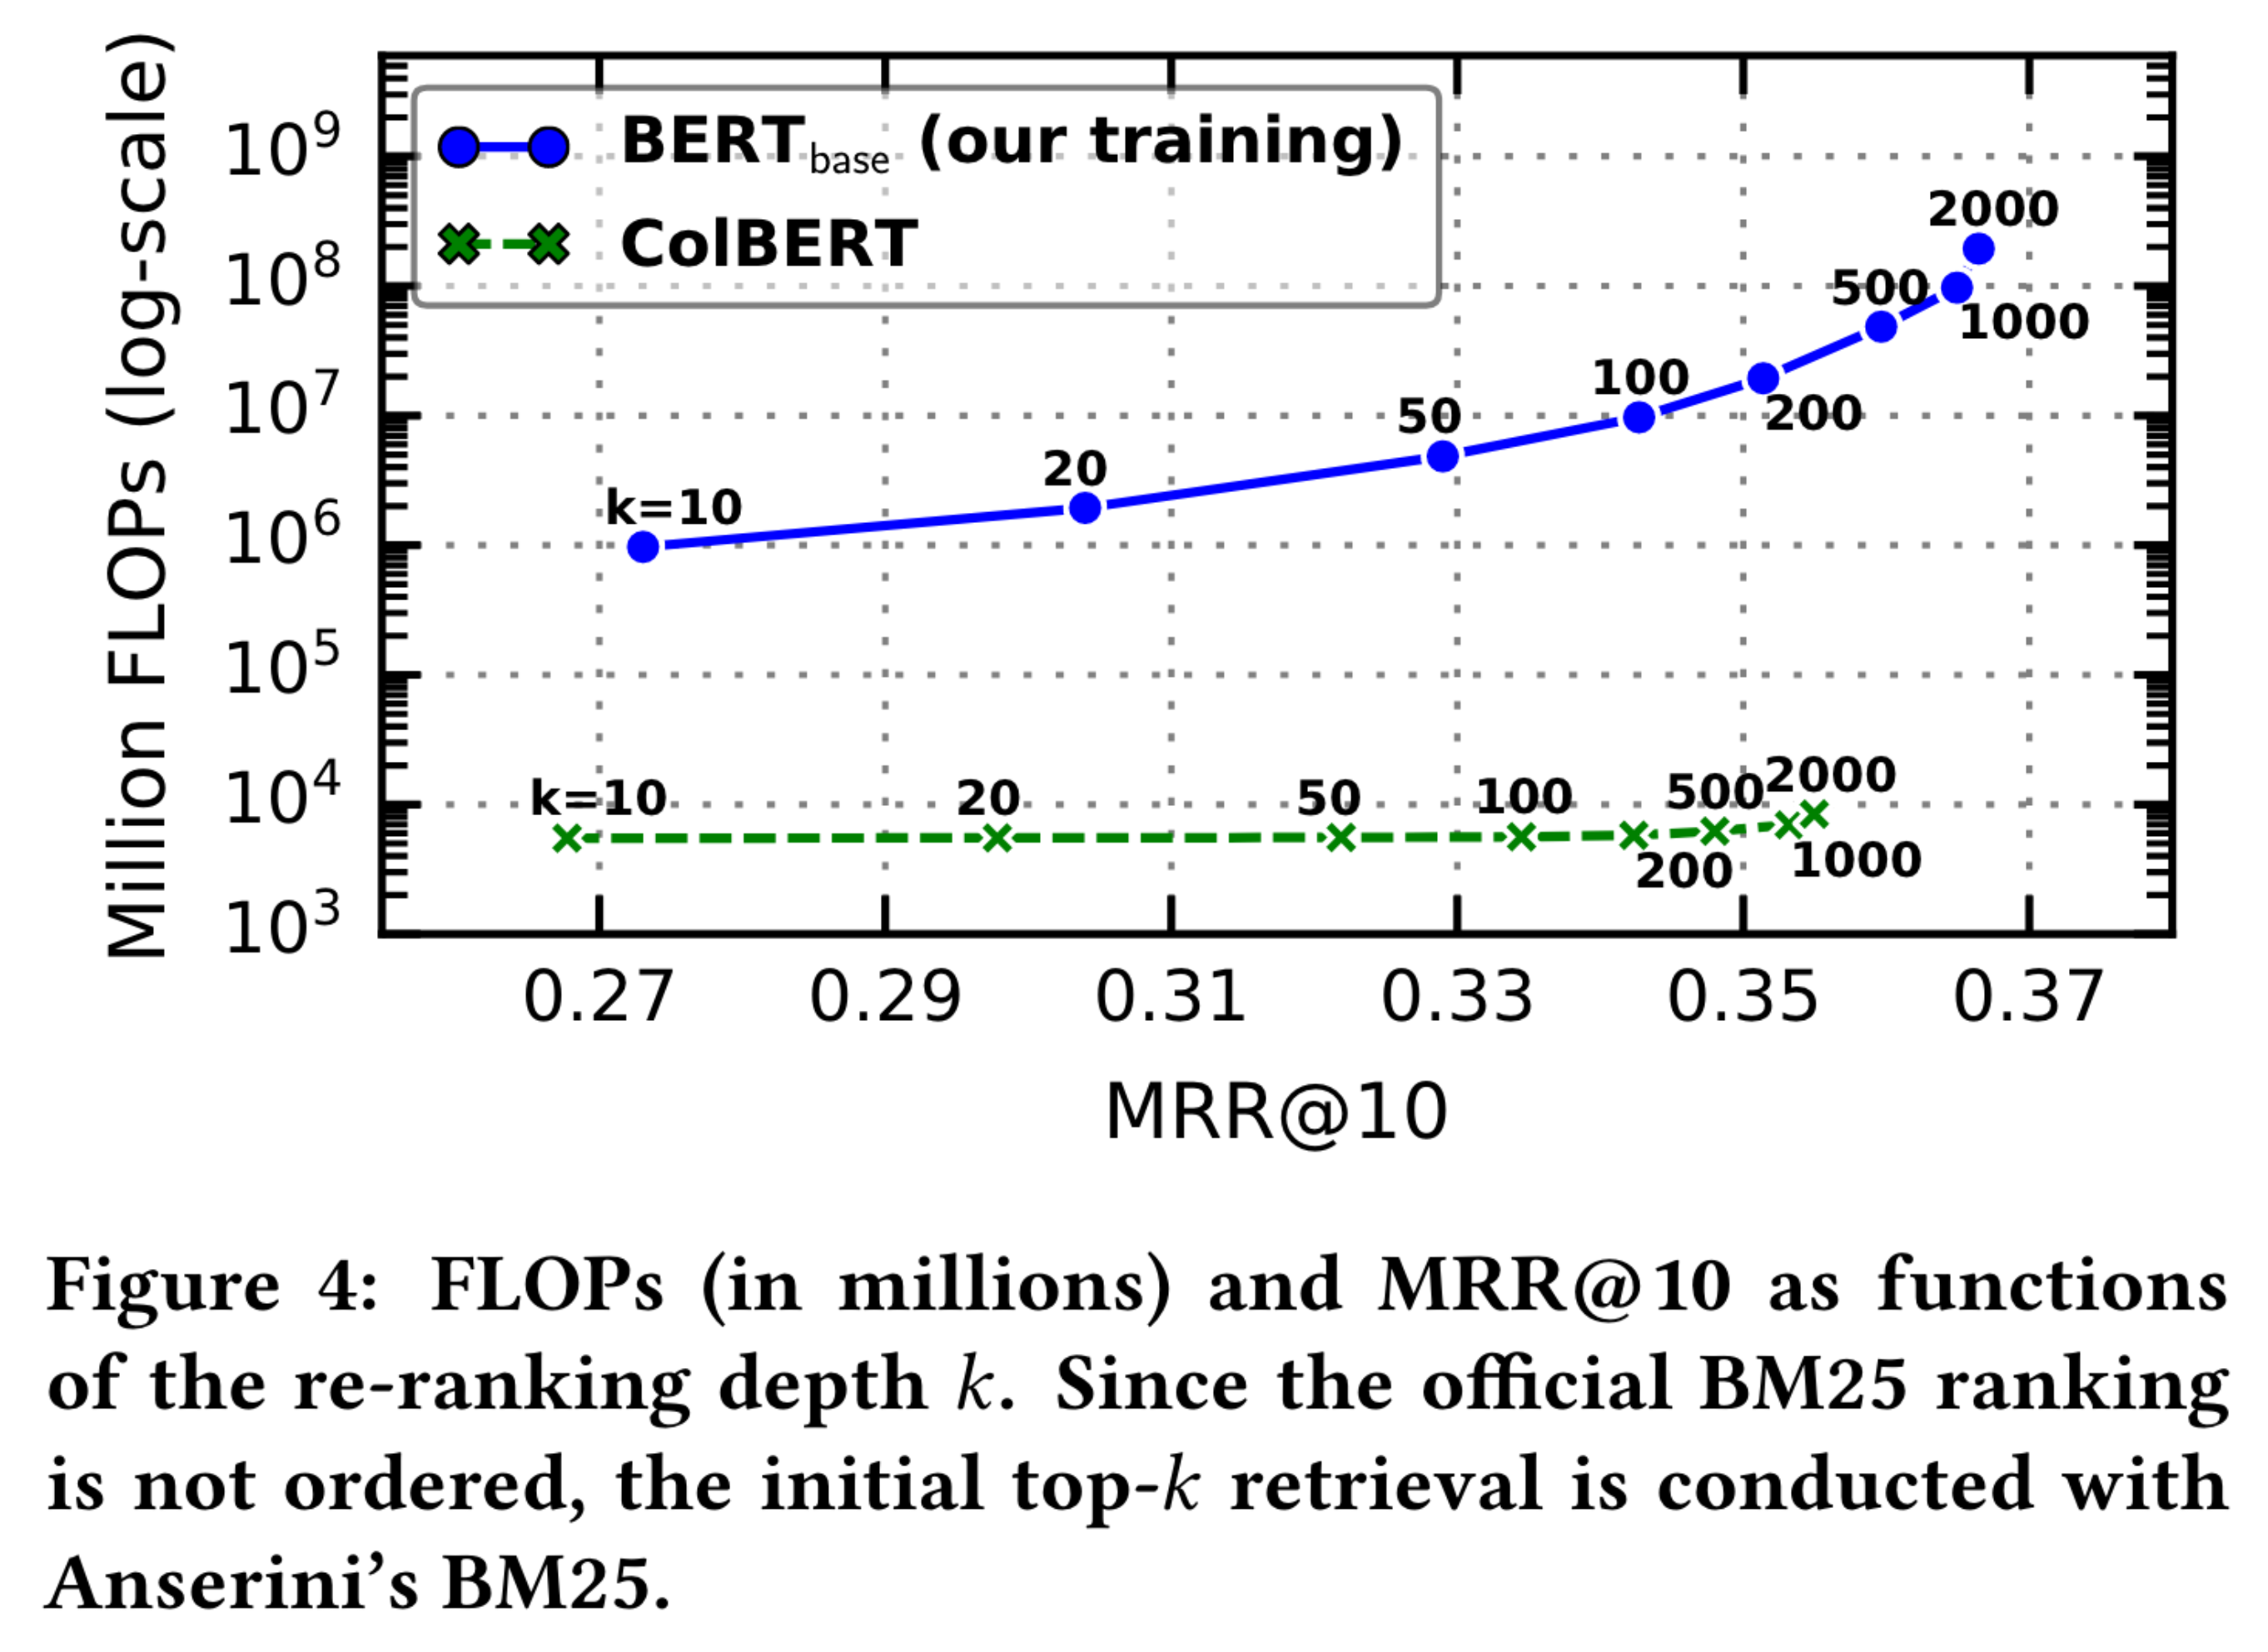 Million FLOPs (log-scale)
10^9
10^8
10^7
10^6
10^5
10^4
10^3
BERT_base (our training)
ColBERT
2000
500
1000
100
200
50
20
k=10
k=10
20
50
100
500
2000
200
1000
0.27 0.29 0.31 0.33 0.35 0.37
MRR@10
Figure 4: FLOPs (in millions) and MRR@10 as functions
of the re-ranking depth k. Since the official BM25 ranking
is not ordered, the initial top-k retrieval is conducted with
Anserini’s BM25.